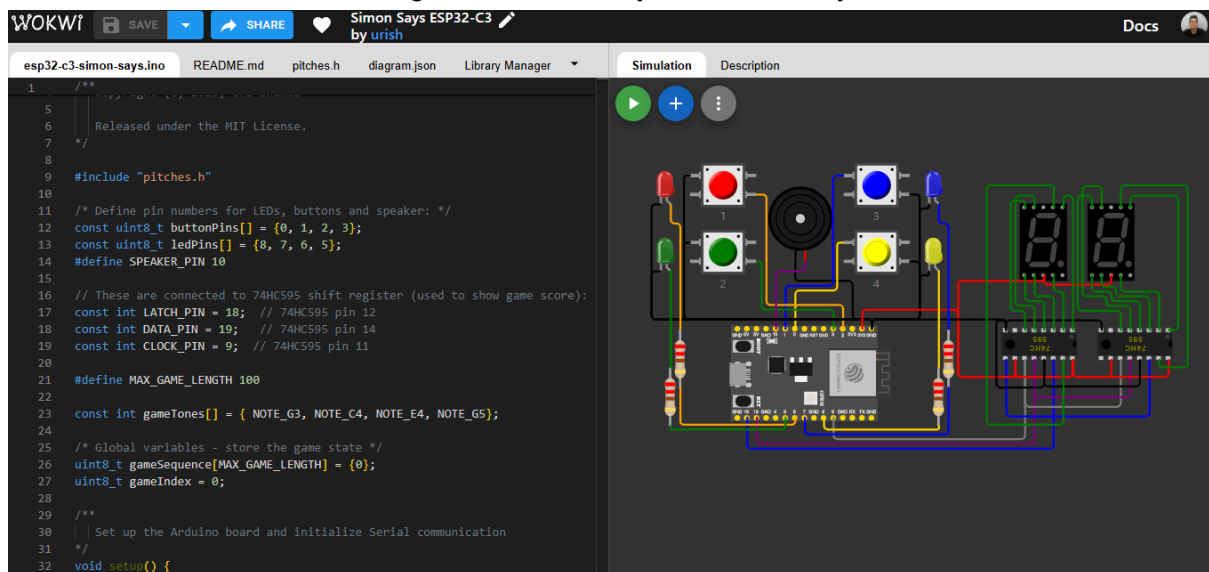 WOKWI SAVE SHARE Simon Says ESP32-C3 Docs
by urish
esp32-c3-simon-says.ino README.md pitches.h diagram.json Library Manager Simulation Description
1 /**
5
6 Released under the MIT License.
7 */
8
9 #include "pitches.h"
10
11 /* Define pin numbers for LEDs, buttons and speaker: */
12 const uint8_t buttonPins[] = {0, 1, 2, 3};
13 const uint8_t ledPins[] = {8, 7, 6, 5};
14 #define SPEAKER_PIN 10
15
16 // These are connected to 74HC595 shift register (used to show game score):
17 const int LATCH_PIN = 18;  // 74HC595 pin 12
18 const int DATA_PIN = 19;   // 74HC595 pin 14
19 const int CLOCK_PIN = 9;  // 74HC595 pin 11
20
21 #define MAX_GAME_LENGTH 100
22
23 const int gameTones[] = { NOTE_G3, NOTE_C4, NOTE_E4, NOTE_G5};
24
25 /* Global variables - store the game state */
26 uint8_t gameSequence[MAX_GAME_LENGTH] = {0};
27 uint8_t gameIndex = 0;
28
29 /**
30 Set up the Arduino board and initialize Serial communication
31 */
32 void setup() {
1
3
2
4
74HC
595
74HC
595